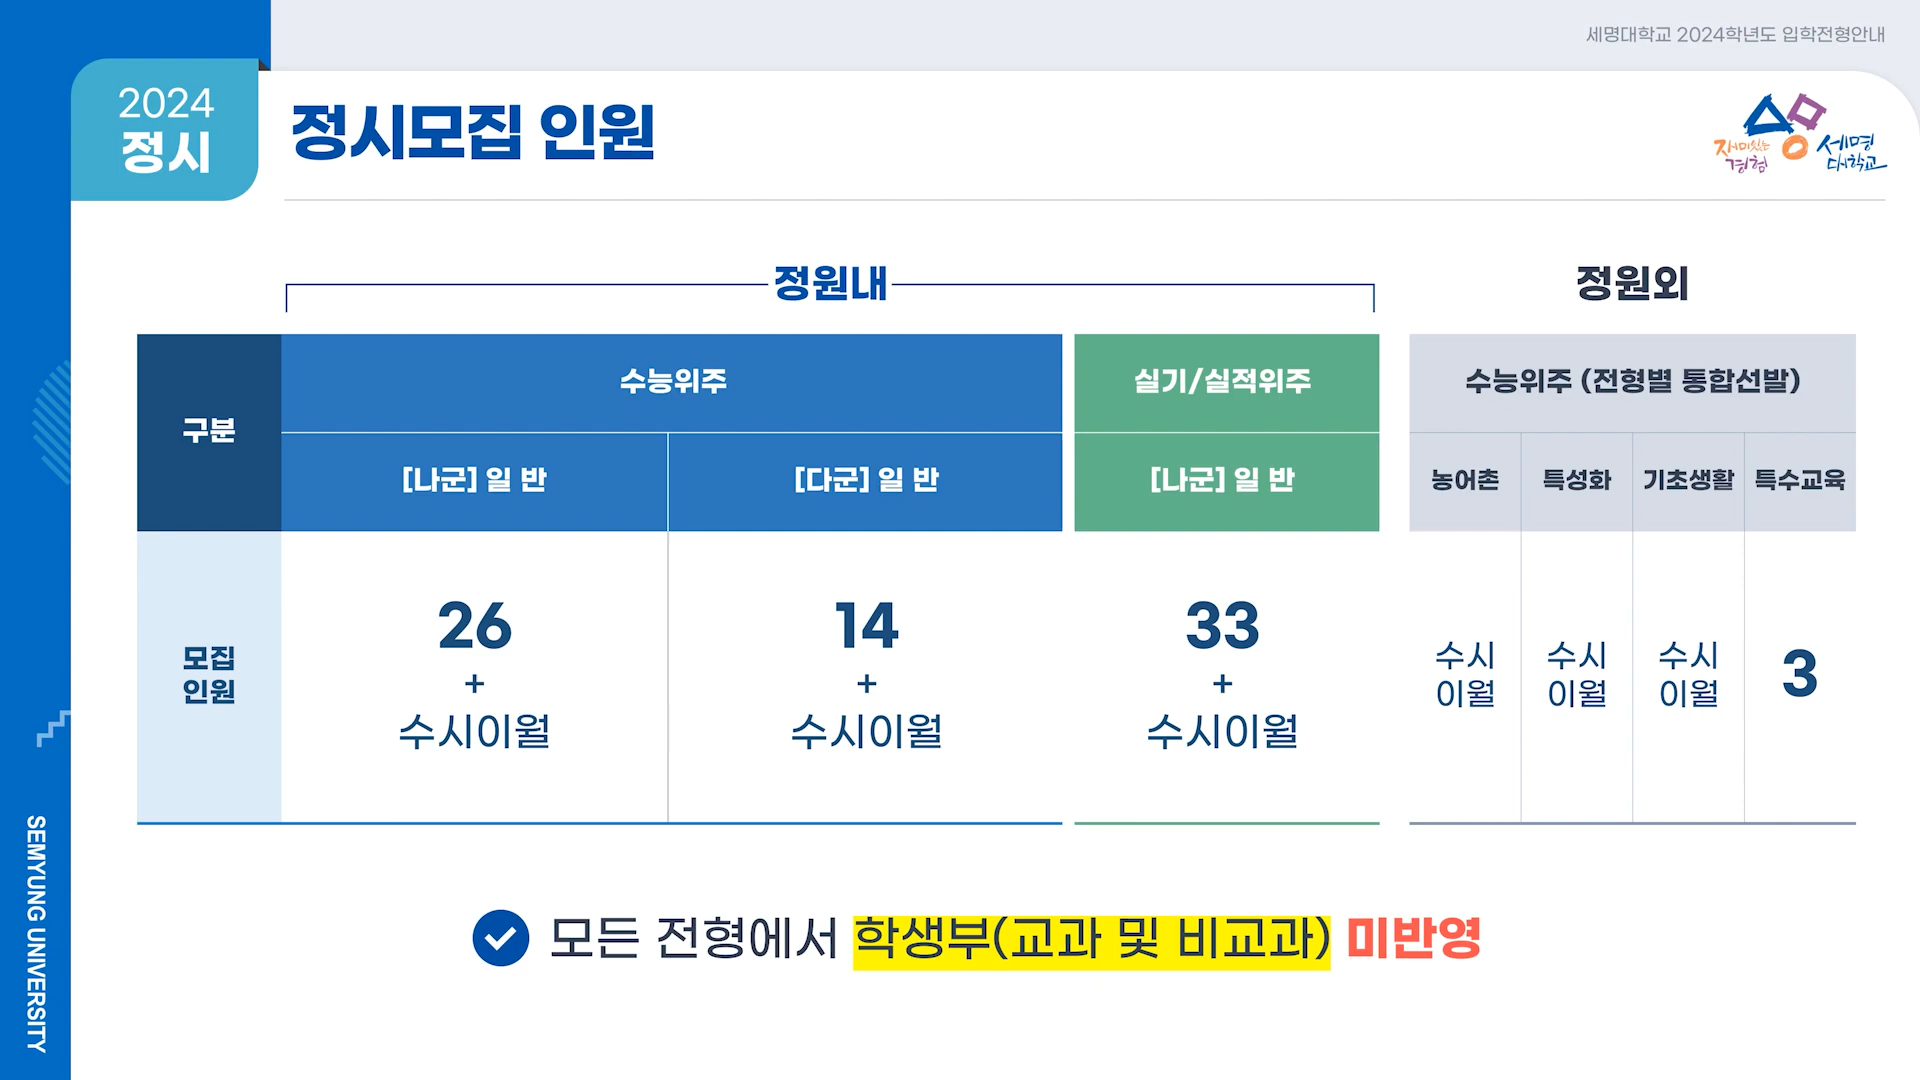 세명대학교 2024학년도 입학전형안내
2024
정시
정시모집 인원
재미있는
경험
세명
대학교
정원내
정원외
구분
수능위주
실기/실적위주
수능위주 (전형별 통합선발)
[나군] 일 반
[다군] 일 반
[나군] 일 반
농어촌
특성화
기초생활
특수교육
모집
인원
26
+
수시이월
14
+
수시이월
33
+
수시이월
수시
이월
수시
이월
수시
이월
3
모든 전형에서 학생부(교과 및 비교과) 미반영
SEMYUNG UNIVERSITY